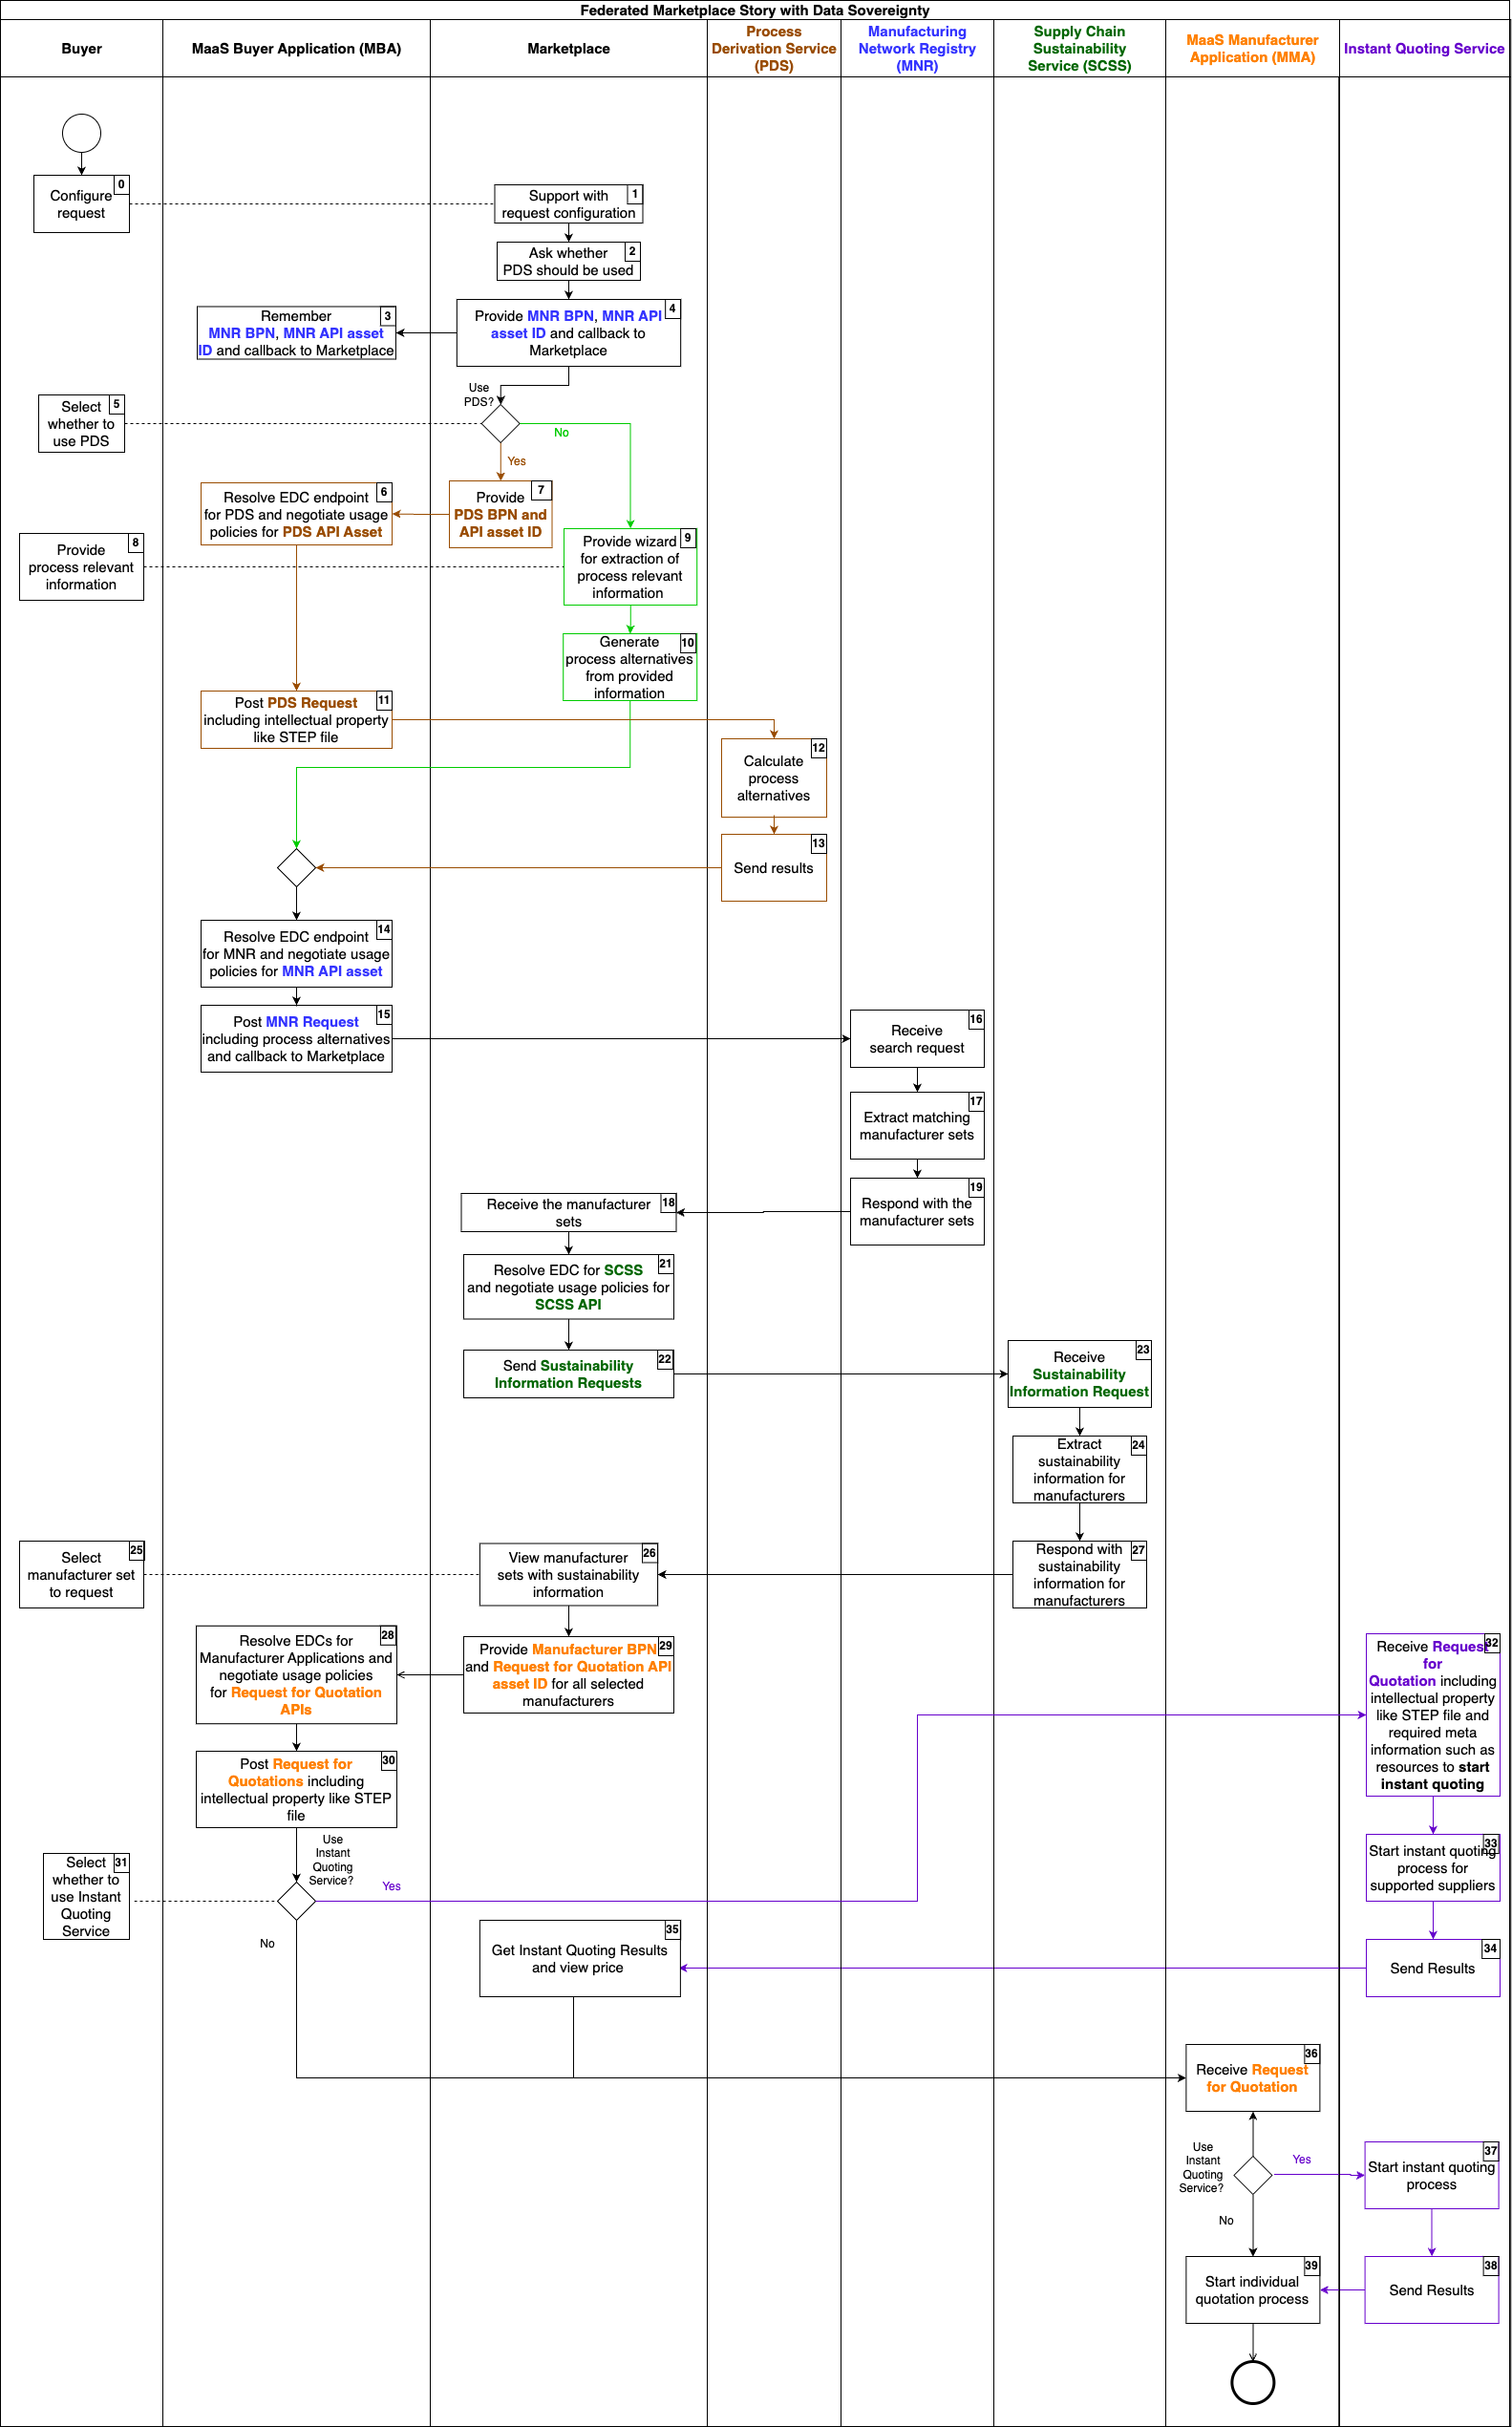 Federated Marketplace Story with Data Sovereignty
Buyer
MaaS Buyer Application (MBA)
Marketplace
Process
Derivation Service
(PDS)
Manufacturing
Network Registry
(MNR)
Supply Chain
Sustainability
Service (SCSS)
MaaS Manufacturer
Application (MMA)
Instant Quoting Service
0
Configure
request
1
Support with
request configuration
2
Ask whether
PDS should be used
3
Remember
MNR BPN, MNR API asset
ID and callback to Marketplace
4
Provide MNR BPN, MNR API
asset ID and callback to
Marketplace
Use
PDS?
5
Select
whether to
use PDS
No
Yes
6
Resolve EDC endpoint
for PDS and negotiate usage
policies for PDS API Asset
7
Provide
PDS BPN and
API asset ID
8
Provide
process relevant
information
9
Provide wizard
for extraction of
process relevant
information
10
Generate
process alternatives
from provided
information
11
Post PDS Request
including intellectual property
like STEP file
12
Calculate
process
alternatives
13
Send results
14
Resolve EDC endpoint
for MNR and negotiate usage
policies for MNR API asset
15
Post MNR Request
including process alternatives
and callback to Marketplace
16
Receive
search request
17
Extract matching
manufacturer sets
18
Receive the manufacturer
sets
19
Respond with the
manufacturer sets
21
Resolve EDC for SCSS
and negotiate usage policies for
SCSS API
22
Send Sustainability
Information Requests
23
Receive
Sustainability
Information Request
24
Extract
sustainability
information for
manufacturers
25
Select
manufacturer set
to request
26
View manufacturer
sets with sustainability
information
27
Respond with
sustainability
information for
manufacturers
28
Resolve EDCs for
Manufacturer Applications and
negotiate usage policies
for Request for Quotation
APIs
29
Provide Manufacturer BPN
and Request for Quotation API
asset ID for all selected
manufacturers
30
Post Request for
Quotations including
intellectual property like STEP
file
Use
Instant
Quoting
Service?
31
Select
whether to
use Instant
Quoting
Service
Yes
No
32
Receive Request
for
Quotation including
intellectual property
like STEP file and
required meta
information such as
resources to start
instant quoting
33
Start instant quoting
process for
supported suppliers
34
Send Results
35
Get Instant Quoting Results
and view price
36
Receive Request
for Quotation
Use
Instant
Quoting
Service?
Yes
No
37
Start instant quoting
process
38
Send Results
39
Start individual
quotation process